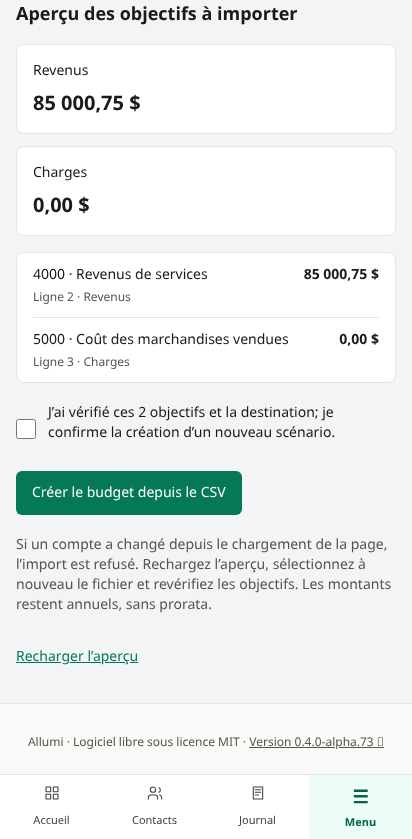 Aperçu des objectifs à importer
Revenus
85 000,75 $
Charges
0,00 $
4000 · Revenus de services
85 000,75 $
Ligne 2 · Revenus
5000 · Coût des marchandises vendues
0,00 $
Ligne 3 · Charges
J’ai vérifié ces 2 objectifs et la destination; je
confirme la création d’un nouveau scénario.
Créer le budget depuis le CSV
Si un compte a changé depuis le chargement de la page,
l’import est refusé. Rechargez l’aperçu, sélectionnez à
nouveau le fichier et revérifiez les objectifs. Les montants
restent annuels, sans prorata.
Recharger l’aperçu
Allumi · Logiciel libre sous licence MIT · Version 0.4.0-alpha.73
Accueil
Contacts
Journal
Menu